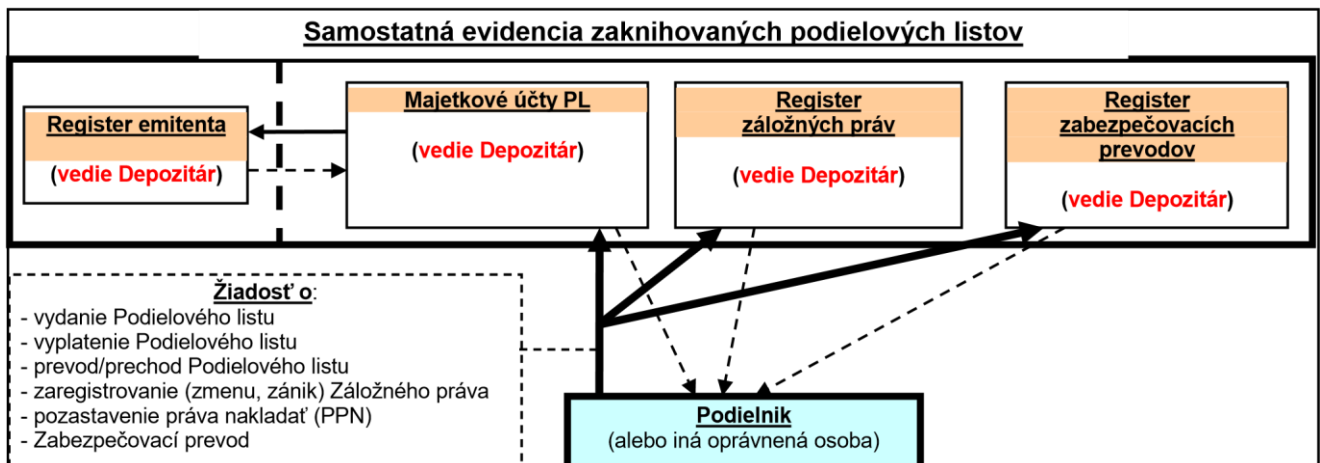 Samostatná evidencia zaknihovaných podielových listov
Register emitenta
(vedie Depozitár)
Majetkové účty PL
(vedie Depozitár)
Register
záložných práv
(vedie Depozitár)
Register
zabezpečovacích
prevodov
(vedie Depozitár)
Žiadosť o:
- vydanie Podielového listu
- vyplatenie Podielového listu
- prevod/prechod Podielového listu
- zaregistrovanie (zmenu, zánik) Záložného práva
- pozastavenie práva nakladať (PPN)
- Zabezpečovací prevod
Podielnik
(alebo iná oprávnená osoba)